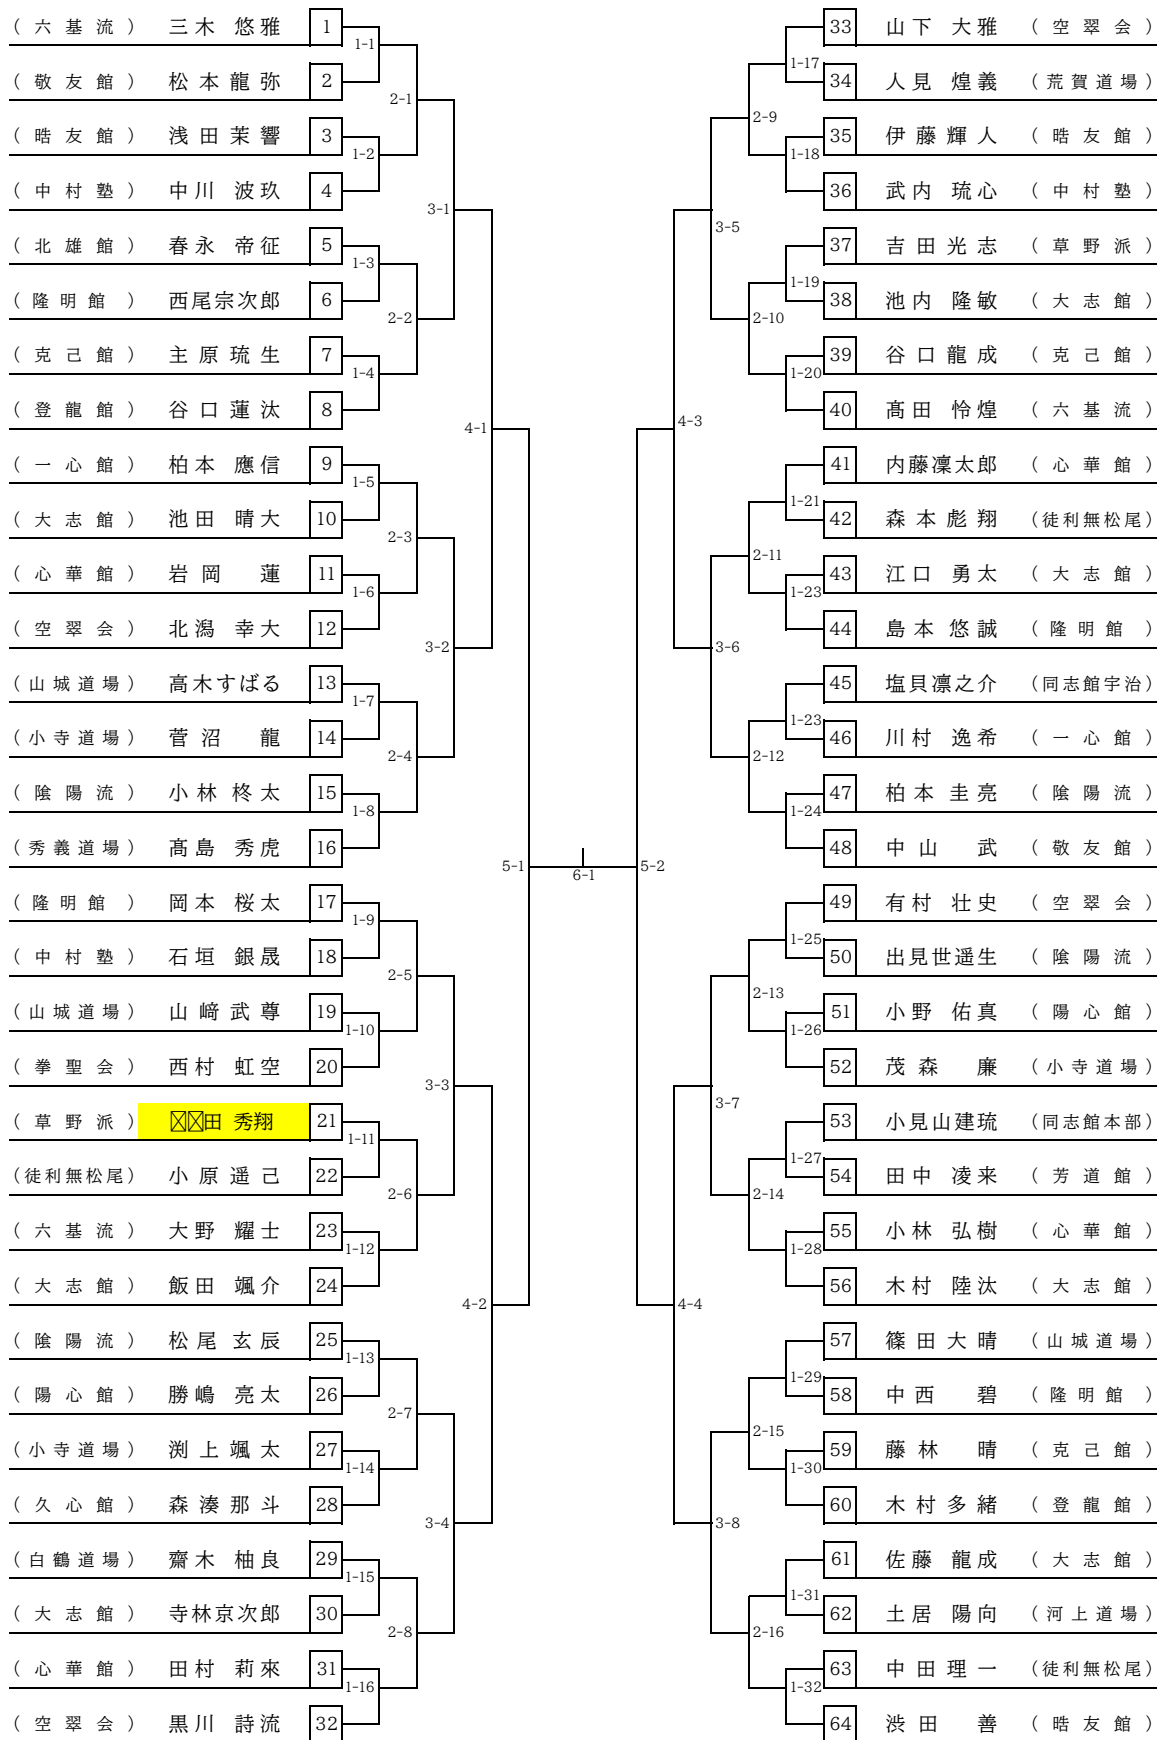 (六基流) 三木 悠雅 1
(敬友館) 松本龍弥 2
(晧友館) 浅田茉響 3
(中村塾) 中川 波玖 4
(北雄館) 春永 帝征 5
(隆明館) 西尾宗次郎 6
(克己館) 主原琉生 7
(登龍館) 谷口蓮汰 8
(一心館) 柏本 應信 9
(大志館) 池田 晴大 10
(心華館) 岩岡 蓮 11
(空翠会) 北潟 幸大 12
(山城道場) 高木すばる 13
(小寺道場) 菅沼 龍 14
(陰陽流) 小林柊太 15
(秀義道場) 髙島 秀虎 16
(隆明館) 岡本 桜太 17
(中村塾) 石垣 銀晟 18
(山城道場) 山﨑武尊 19
(拳聖会) 西村 虹空 20
(草野派) 田 秀翔 21
(徒利無松尾) 小原遥己 22
(六基流) 大野 耀士 23
(大志館) 飯田 颯介 24
(陰陽流) 松尾 玄辰 25
(陽心館) 勝嶋 亮太 26
(小寺道場) 渕上颯太 27
(久心館) 森湊那斗 28
(白鶴道場) 齋木 柚良 29
(大志館) 寺林京次郎 30
(心華館) 田村 莉來 31
(空翠会) 黒川 詩流 32
1-1
1-2
1-3
1-4
1-5
1-6
1-7
1-8
1-9
1-10
1-11
1-12
1-13
1-14
1-15
1-16
2-1
2-2
2-3
2-4
2-5
2-6
2-7
2-8
3-1
3-2
3-3
3-4
4-1
4-2
5-1
6-1
5-2
4-3
4-4
3-5
3-6
3-7
3-8
2-9
2-10
2-11
2-12
2-13
2-14
2-15
2-16
1-17
1-18
1-19
1-20
1-21
1-23
1-23
1-24
1-25
1-26
1-27
1-28
1-29
1-30
1-31
1-32
33 山下 大雅 (空翠会)
34 人見 煌義 (荒賀道場)
35 伊藤輝人 (晧友館)
36 武内 琉心 (中村塾)
37 吉田光志 (草野派)
38 池内 隆敏 (大志館)
39 谷口龍成 (克己館)
40 髙田 怜煌 (六基流)
41 内藤凜太郎 (心華館)
42 森本彪翔 (徒利無松尾)
43 江口 勇太 (大志館)
44 島本悠誠 (隆明館)
45 塩貝凛之介 (同志館宇治)
46 川村 逸希 (一心館)
47 柏本圭亮 (陰陽流)
48 中山 武 (敬友館)
49 有村 壮史 (空翠会)
50 出見世遥生 (陰陽流)
51 小野 佑真 (陽心館)
52 茂森 廉 (小寺道場)
53 小見山建琉 (同志館本部)
54 田中 凌来 (芳道館)
55 小林 弘樹 (心華館)
56 木村 陸汰 (大志館)
57 篠田大晴 (山城道場)
58 中西 碧 (隆明館)
59 藤林 晴 (克己館)
60 木村多緒 (登龍館)
61 佐藤 龍成 (大志館)
62 土居 陽向 (河上道場)
63 中田理一 (徒利無松尾)
64 渋田 善 (晧友館)